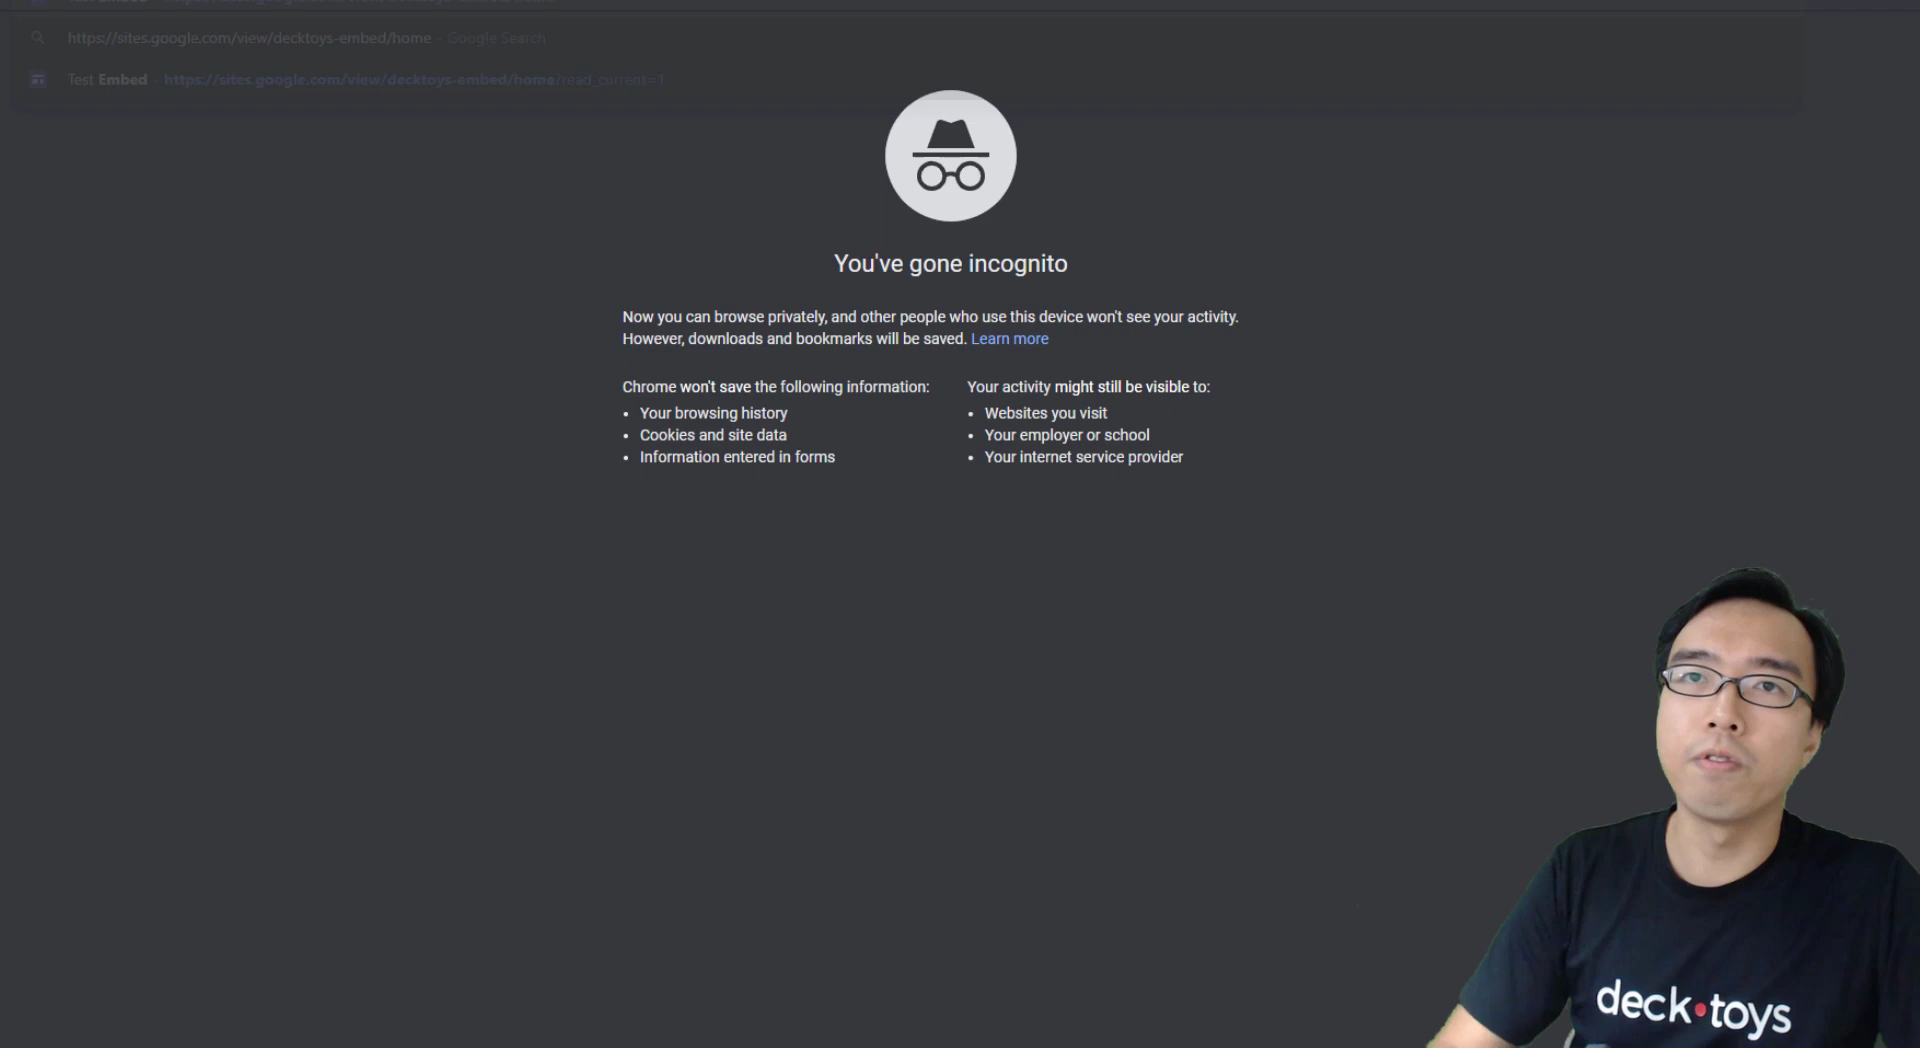 https://sites.google.com/view/decktoys-embed/home - Google Search
Test Embed - https://sites.google.com/view/decktoys-embed/home/read_current=1
You've gone incognito
Now you can browse privately, and other people who use this device won't see your activity.
However, downloads and bookmarks will be saved. Learn more
Chrome won't save the following information:
• Your browsing history
• Cookies and site data
• Information entered in forms
Your activity might still be visible to:
• Websites you visit
• Your employer or school
• Your internet service provider
deck•toys